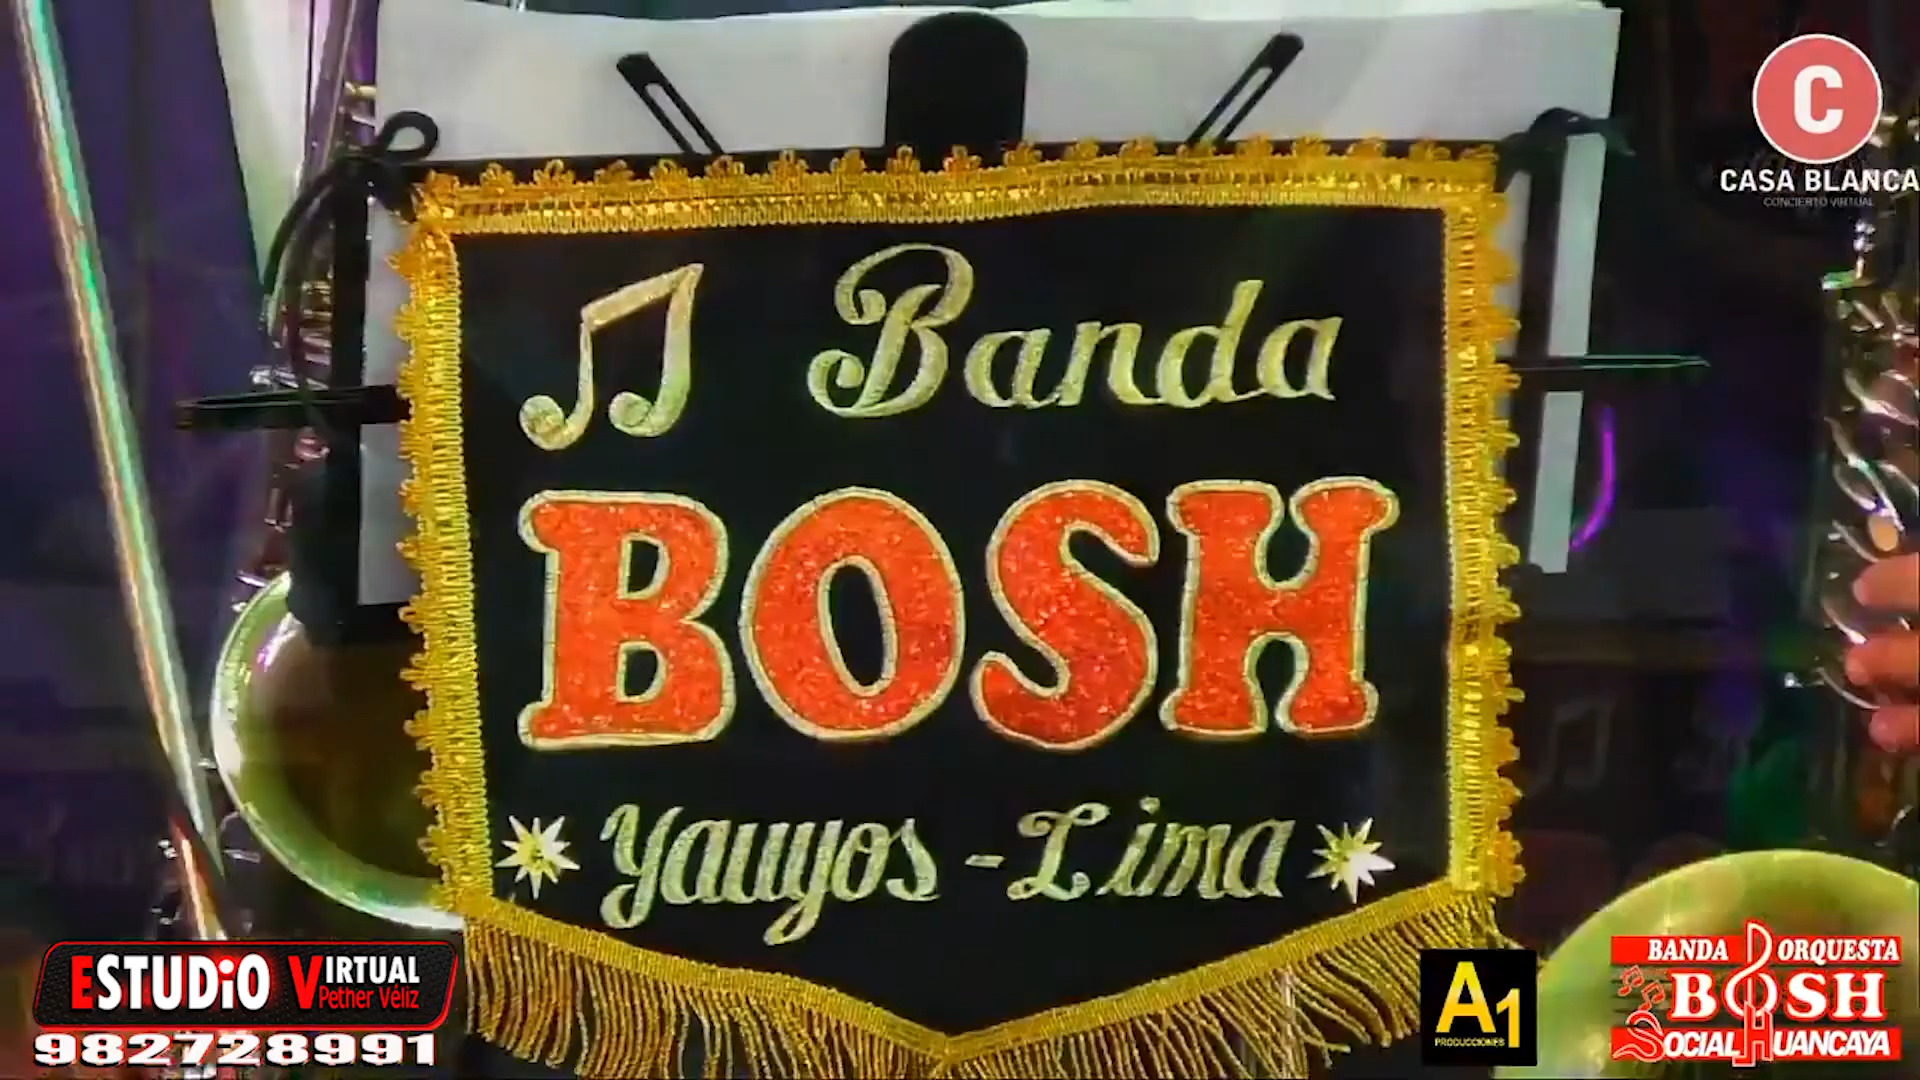 C
CASA BLANCA
CONCIERTO VIRTUAL
Banda
BOSH
Yauyos - Lima
ESTUDiO VIRTUAL
Pether Véliz
982728991
A1
PRODUCCIONES
BANDA ORQUESTA
BOSH
SOCIAL HUANCAYA